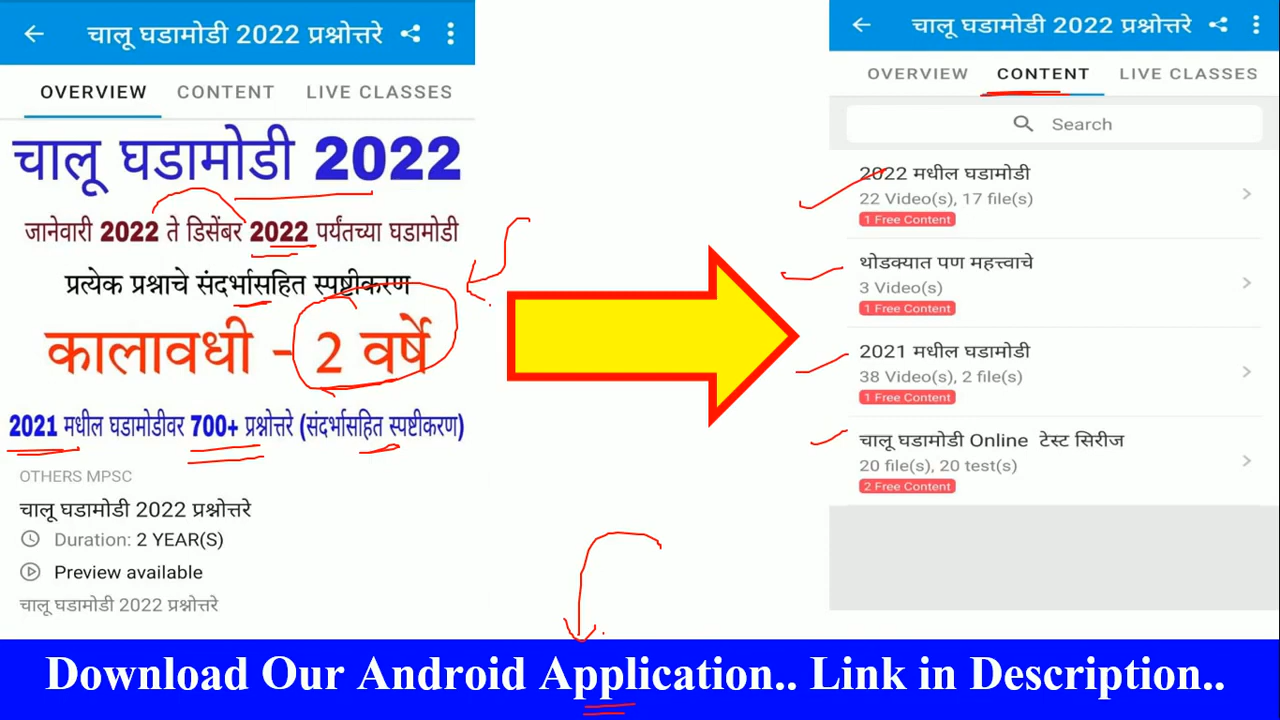 चालू घडामोडी 2022 प्रश्नोत्तरे
OVERVIEW CONTENT LIVE CLASSES
चालू घडामोडी 2022
जानेवारी 2022 ते डिसेंबर 2022 पर्यंतच्या घडामोडी
प्रत्येक प्रश्नाचे संदर्भासहित स्पष्टीकरण
कालावधी - 2 वर्षे
2021 मधील घडामोडीवर 700+ प्रश्नोत्तरे (संदर्भासहित स्पष्टीकरण)
OTHERS MPSC
चालू घडामोडी 2022 प्रश्नोत्तरे
Duration: 2 YEAR(S)
Preview available
चालू घडामोडी 2022 प्रश्नोत्तरे
चालू घडामोडी 2022 प्रश्नोत्तरे
OVERVIEW CONTENT LIVE CLASSES
Search
2022 मधील घडामोडी
22 Video(s), 17 file(s)
1 Free Content
थोडक्यात पण महत्त्वाचे
3 Video(s)
1 Free Content
2021 मधील घडामोडी
38 Video(s), 2 file(s)
1 Free Content
चालू घडामोडी Online टेस्ट सिरीज
20 file(s), 20 test(s)
2 Free Content
Download Our Android Application.. Link in Description..